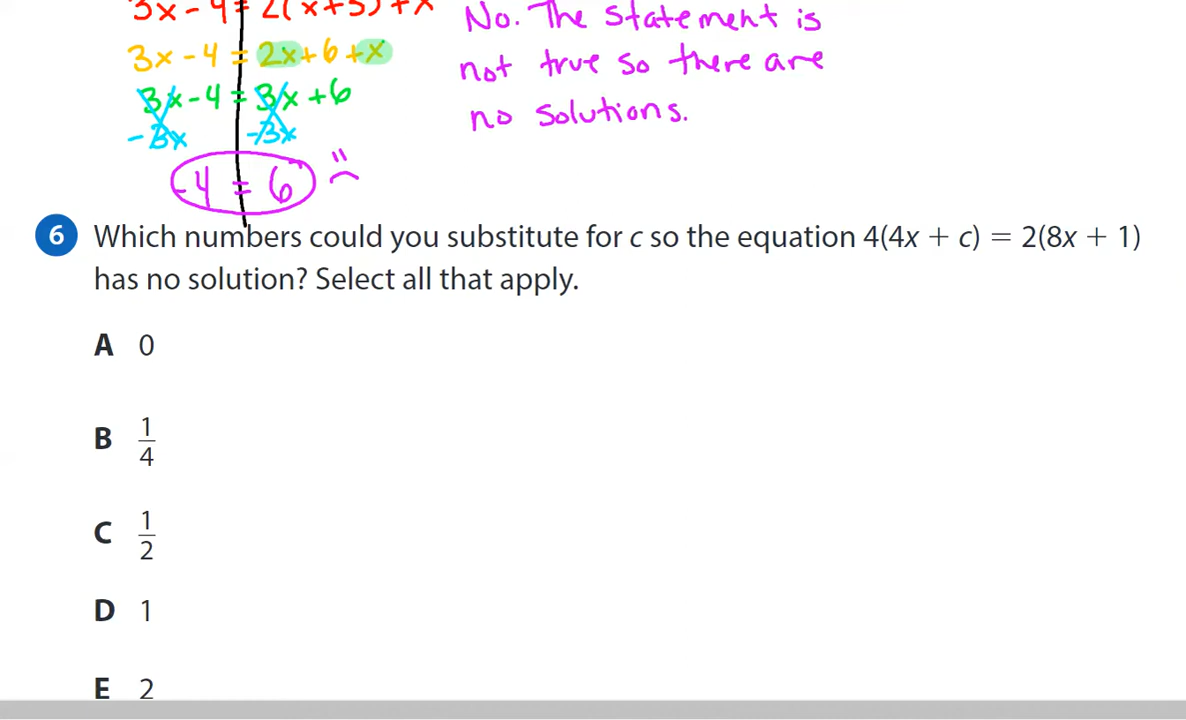 3x - 4 = 2(x+3) + x
3x - 4 = 2x + 6 + x
3x - 4 = 3x + 6
- 3x -3x
-4 = 6
No. The statement is
not true so there are
no solutions.
6 Which numbers could you substitute for c so the equation 4(4x + c) = 2(8x + 1)
has no solution? Select all that apply.
A 0
B 1/4
C 1/2
D 1
E 2